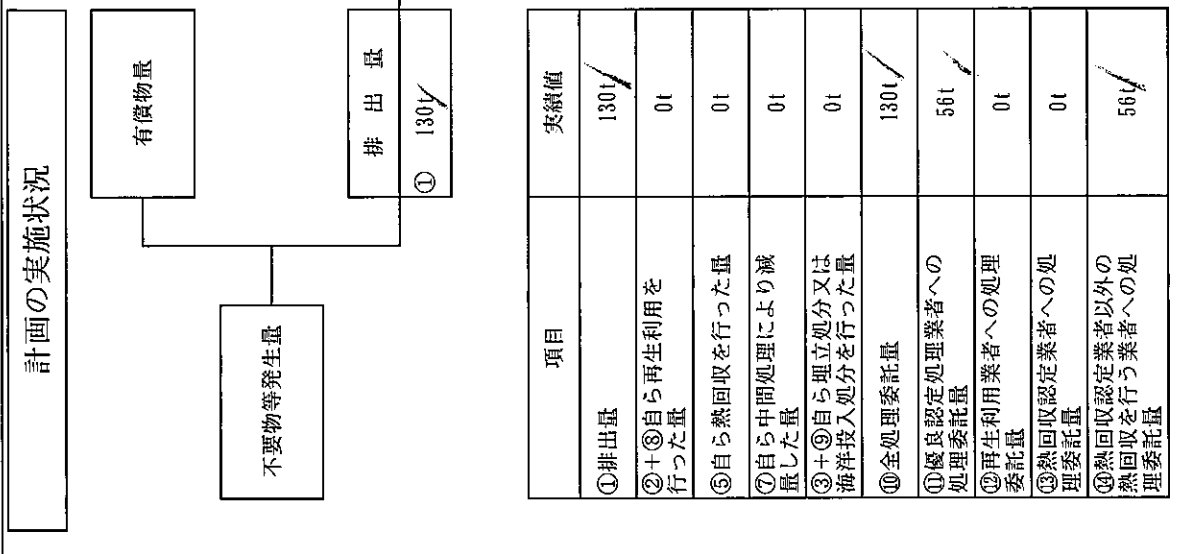 計画の実施状況
有償物量
不要物等発生量
排出量
① 130t
項目
実績値
①排出量
130t
②+⑧自ら再生利用を
行った量
0t
⑤自ら熱回収を行った量
0t
⑦自ら中間処理により減
量した量
0t
③+⑨自ら埋立処分又は
海洋投入処分を行った量
0t
⑩全処理委託量
130t
⑪優良認定処理業者への
処理委託量
56t
⑫再生利用業者への処理
委託量
0t
⑬熱回収認定業者への処
理委託量
0t
⑭熱回収認定業者以外の
熱回収を行う業者への処
理委託量
56t